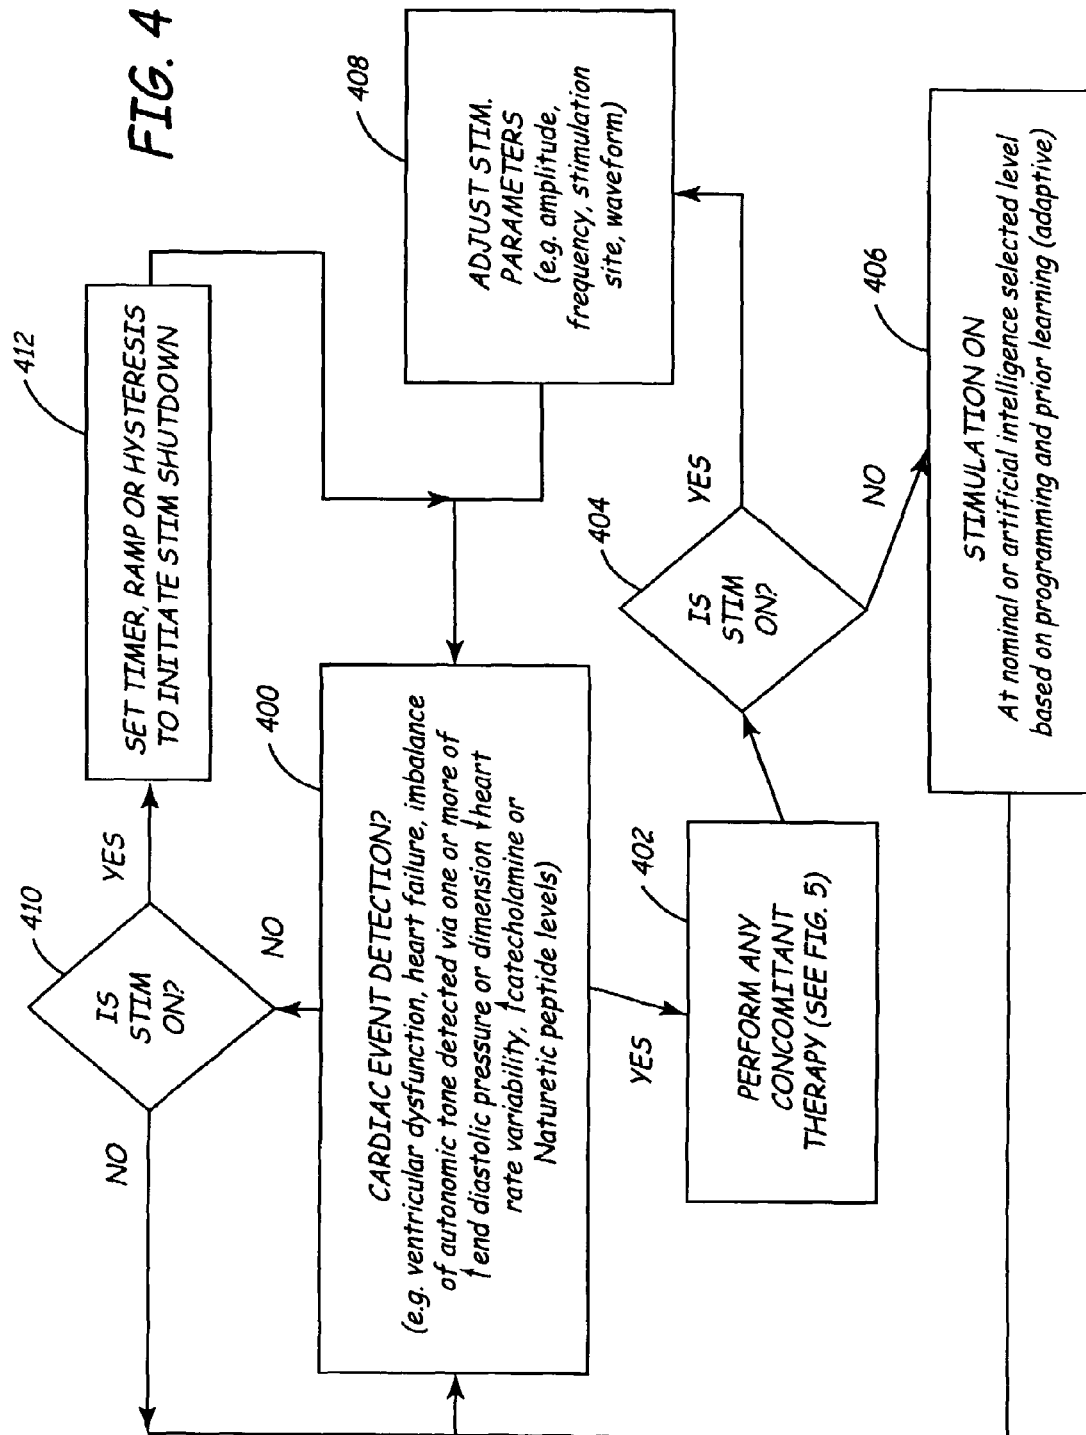 FIG. 4
412
SET TIMER, RAMP OR HYSTERESIS
TO INITIATE STIM SHUTDOWN
410
IS
STIM
ON?
YES
NO
NO
400
CARDIAC EVENT DETECTION?
(e.g. ventricular dysfunction, heart failure, imbalance
of autonomic tone detected via one or more of
↑end diastolic pressure or dimension ↓heart
rate variability, ↑catecholamine or
Naturetic peptide levels)
YES
402
PERFORM ANY
CONCOMITANT
THERAPY (SEE FIG. 5)
404
IS
STIM
ON?
YES
NO
408
ADJUST STIM.
PARAMETERS
(e.g. amplitude,
frequency, stimulation
site, waveform)
406
STIMULATION ON
At nominal or artificial intelligence selected level
based on programming and prior learning (adaptive)